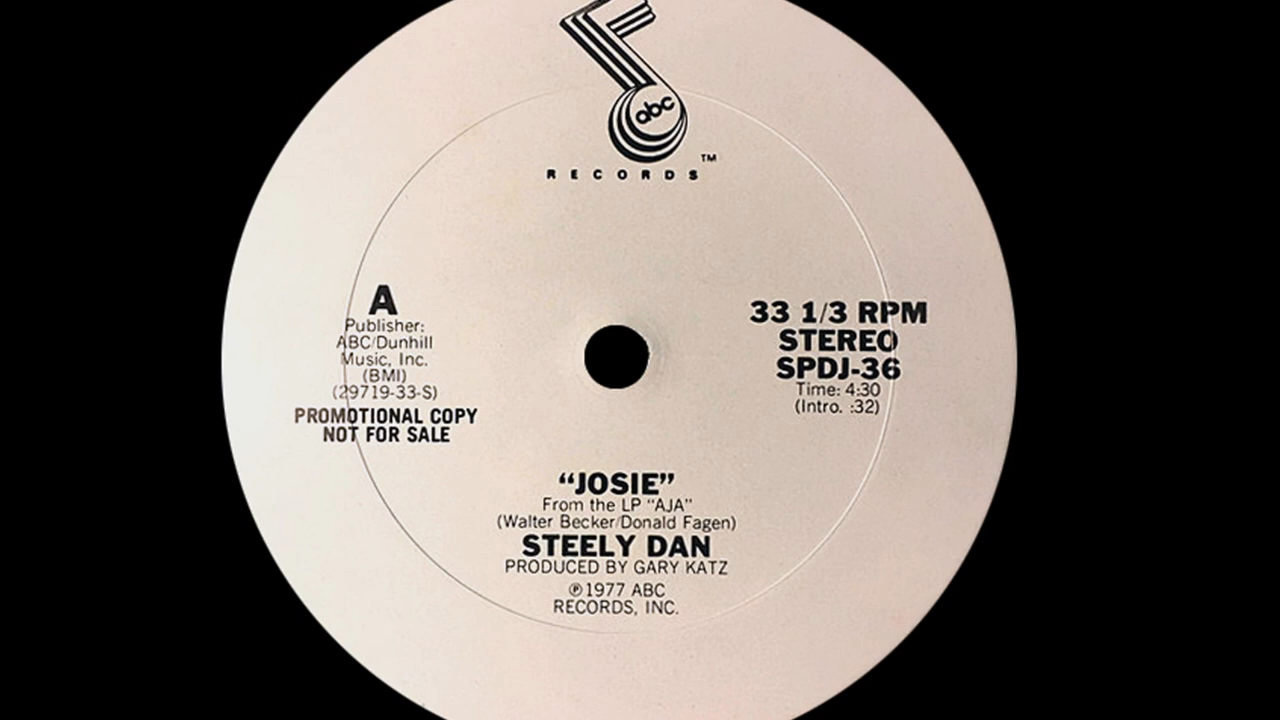 abc
TM
RECORDS
A
Publisher:
ABC/Dunhill
Music, Inc.
(BMI)
(29719-33-S)
PROMOTIONAL COPY
NOT FOR SALE
33 1/3 RPM
STEREO
SPDJ-36
Time: 4:30
(Intro. :32)
“JOSIE”
From the LP “AJA”
(Walter Becker/Donald Fagen)
STEELY DAN
PRODUCED BY GARY KATZ
℗1977 ABC
RECORDS, INC.